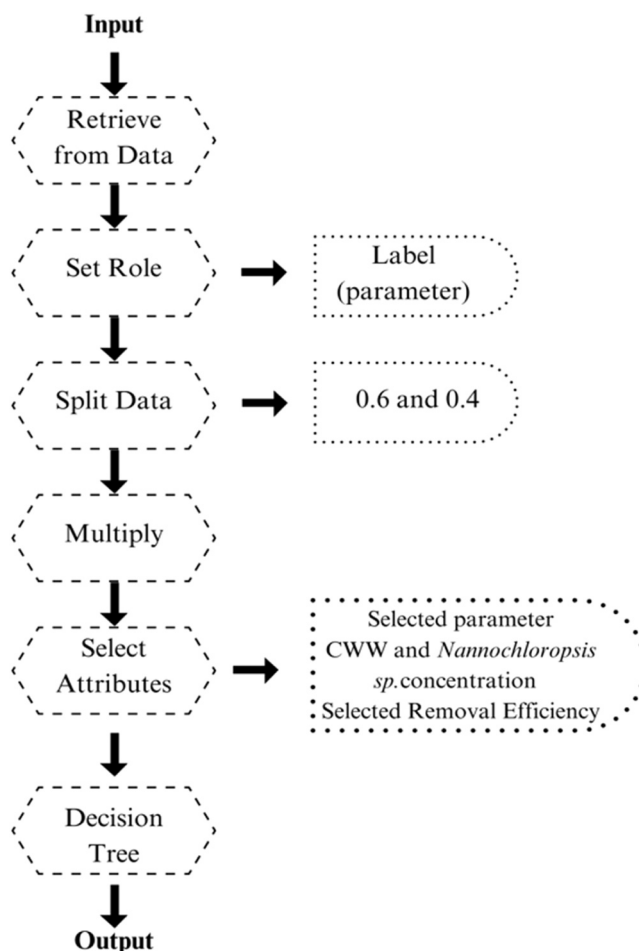 Input
Retrieve
from Data
Set Role
Label
(parameter)
Split Data
0.6 and 0.4
Multiply
Select
Attributes
Selected parameter
CWW and Nannochloropsis
sp.concentration
Selected Removal Efficiency
Decision
Tree
Output